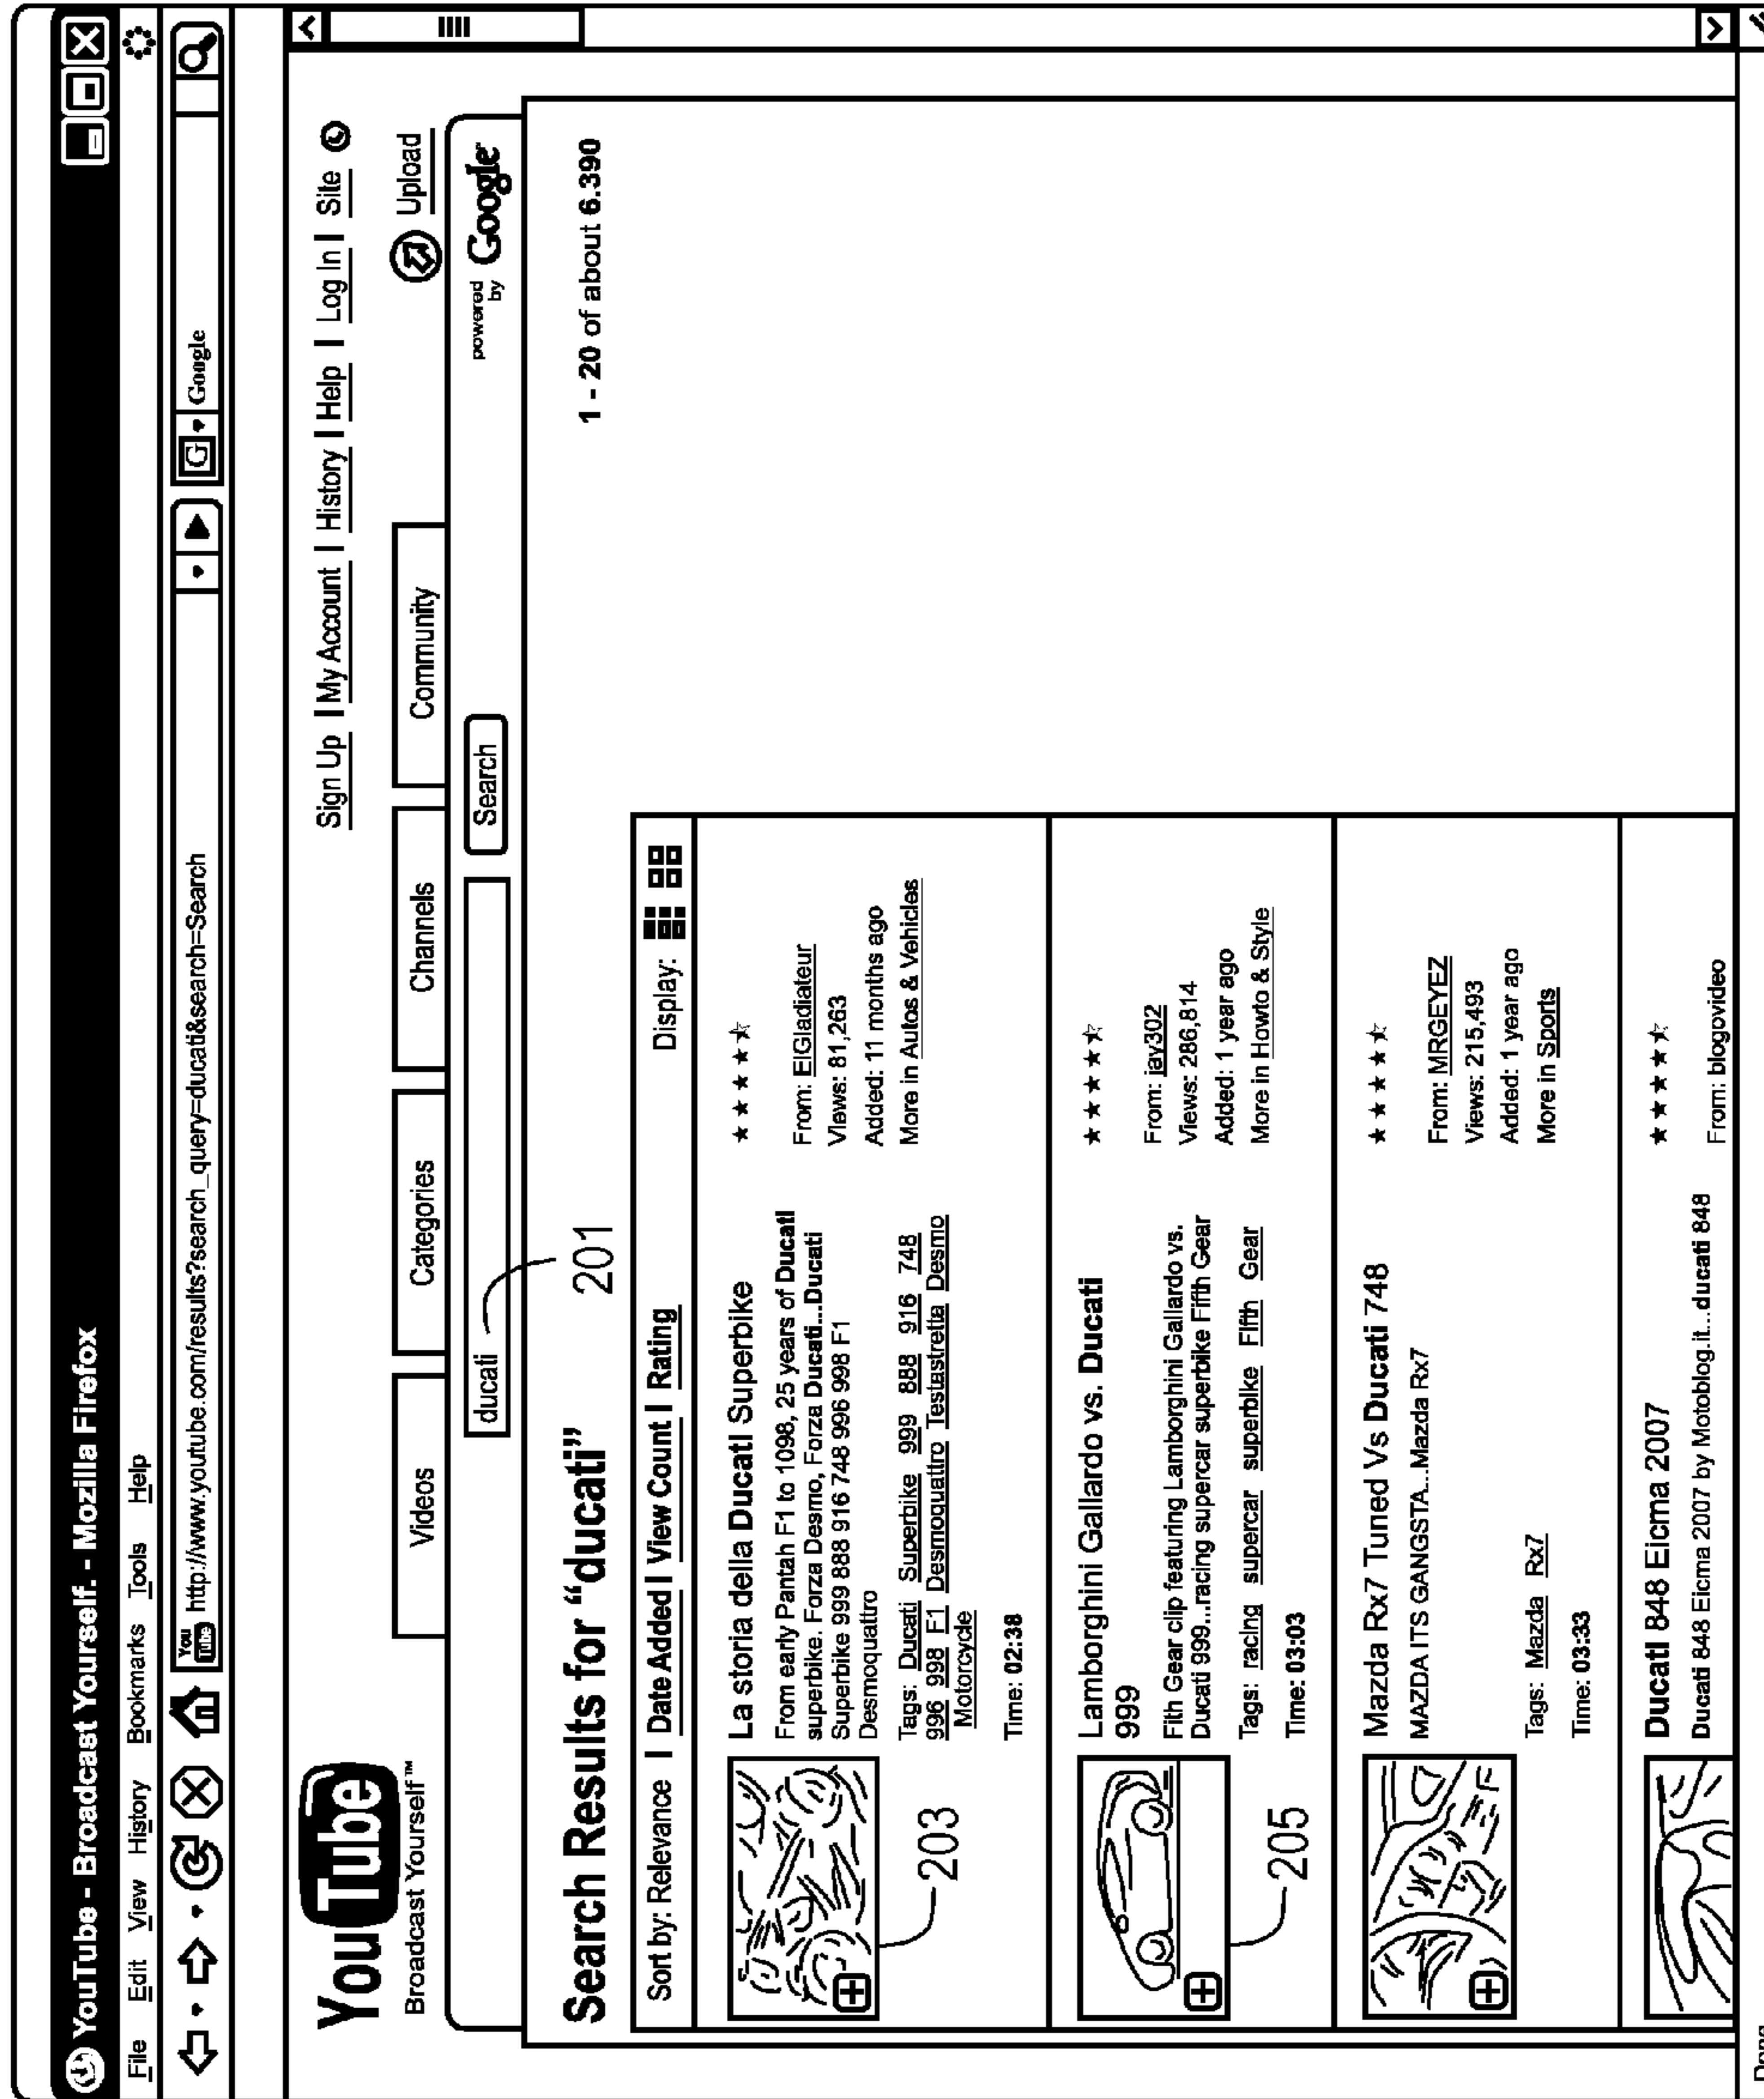 YouTube - Broadcast Yourself. - Mozilla Firefox
File Edit View History Bookmarks Tools Help
You Tube http://www.youtube.com/results?search_query=ducati&search=Search G Google
You Tube
Broadcast Yourself™
Sign Up | My Account | History | Help | Log In | Site
Videos Categories Channels Community Upload
ducati Search powered by Google
201
Search Results for “ducati” 1 - 20 of about 6.390
Sort by: Relevance | Date Added | View Count | Rating Display:
La storia della Ducati Superbike
From early Pantah F1 to 1098, 25 years of Ducati
superbike. Forza Desmo, Forza Ducati...Ducati
Superbike 999 888 916 748 996 998 F1
Desmoquattro
Tags: Ducati Superbike 999 888 916 748
996 998 F1 Desmoquattro Testastretta Desmo
Motorcycle
Time: 02:38
From: ElGladiateur
Views: 81,263
Added: 11 months ago
More in Autos & Vehicles
203
Lamborghini Gallardo vs. Ducati
999
Fith Gear clip featuring Lamborghini Gallardo vs.
Ducati 999...racing supercar superbike Fifth Gear
Tags: racing supercar superbike Fifth Gear
Time: 03:03
From: jay302
Views: 286,814
Added: 1 year ago
More in Howto & Style
205
Mazda Rx7 Tuned Vs Ducati 748
MAZDA ITS GANGSTA...Mazda Rx7
Tags: Mazda Rx7
Time: 03:33
From: MRGEYEZ
Views: 215,493
Added: 1 year ago
More in Sports
Ducati 848 Eicma 2007
Ducati 848 Eicma 2007 by Motoblog.it...ducati 848
From: blogovideo
Done